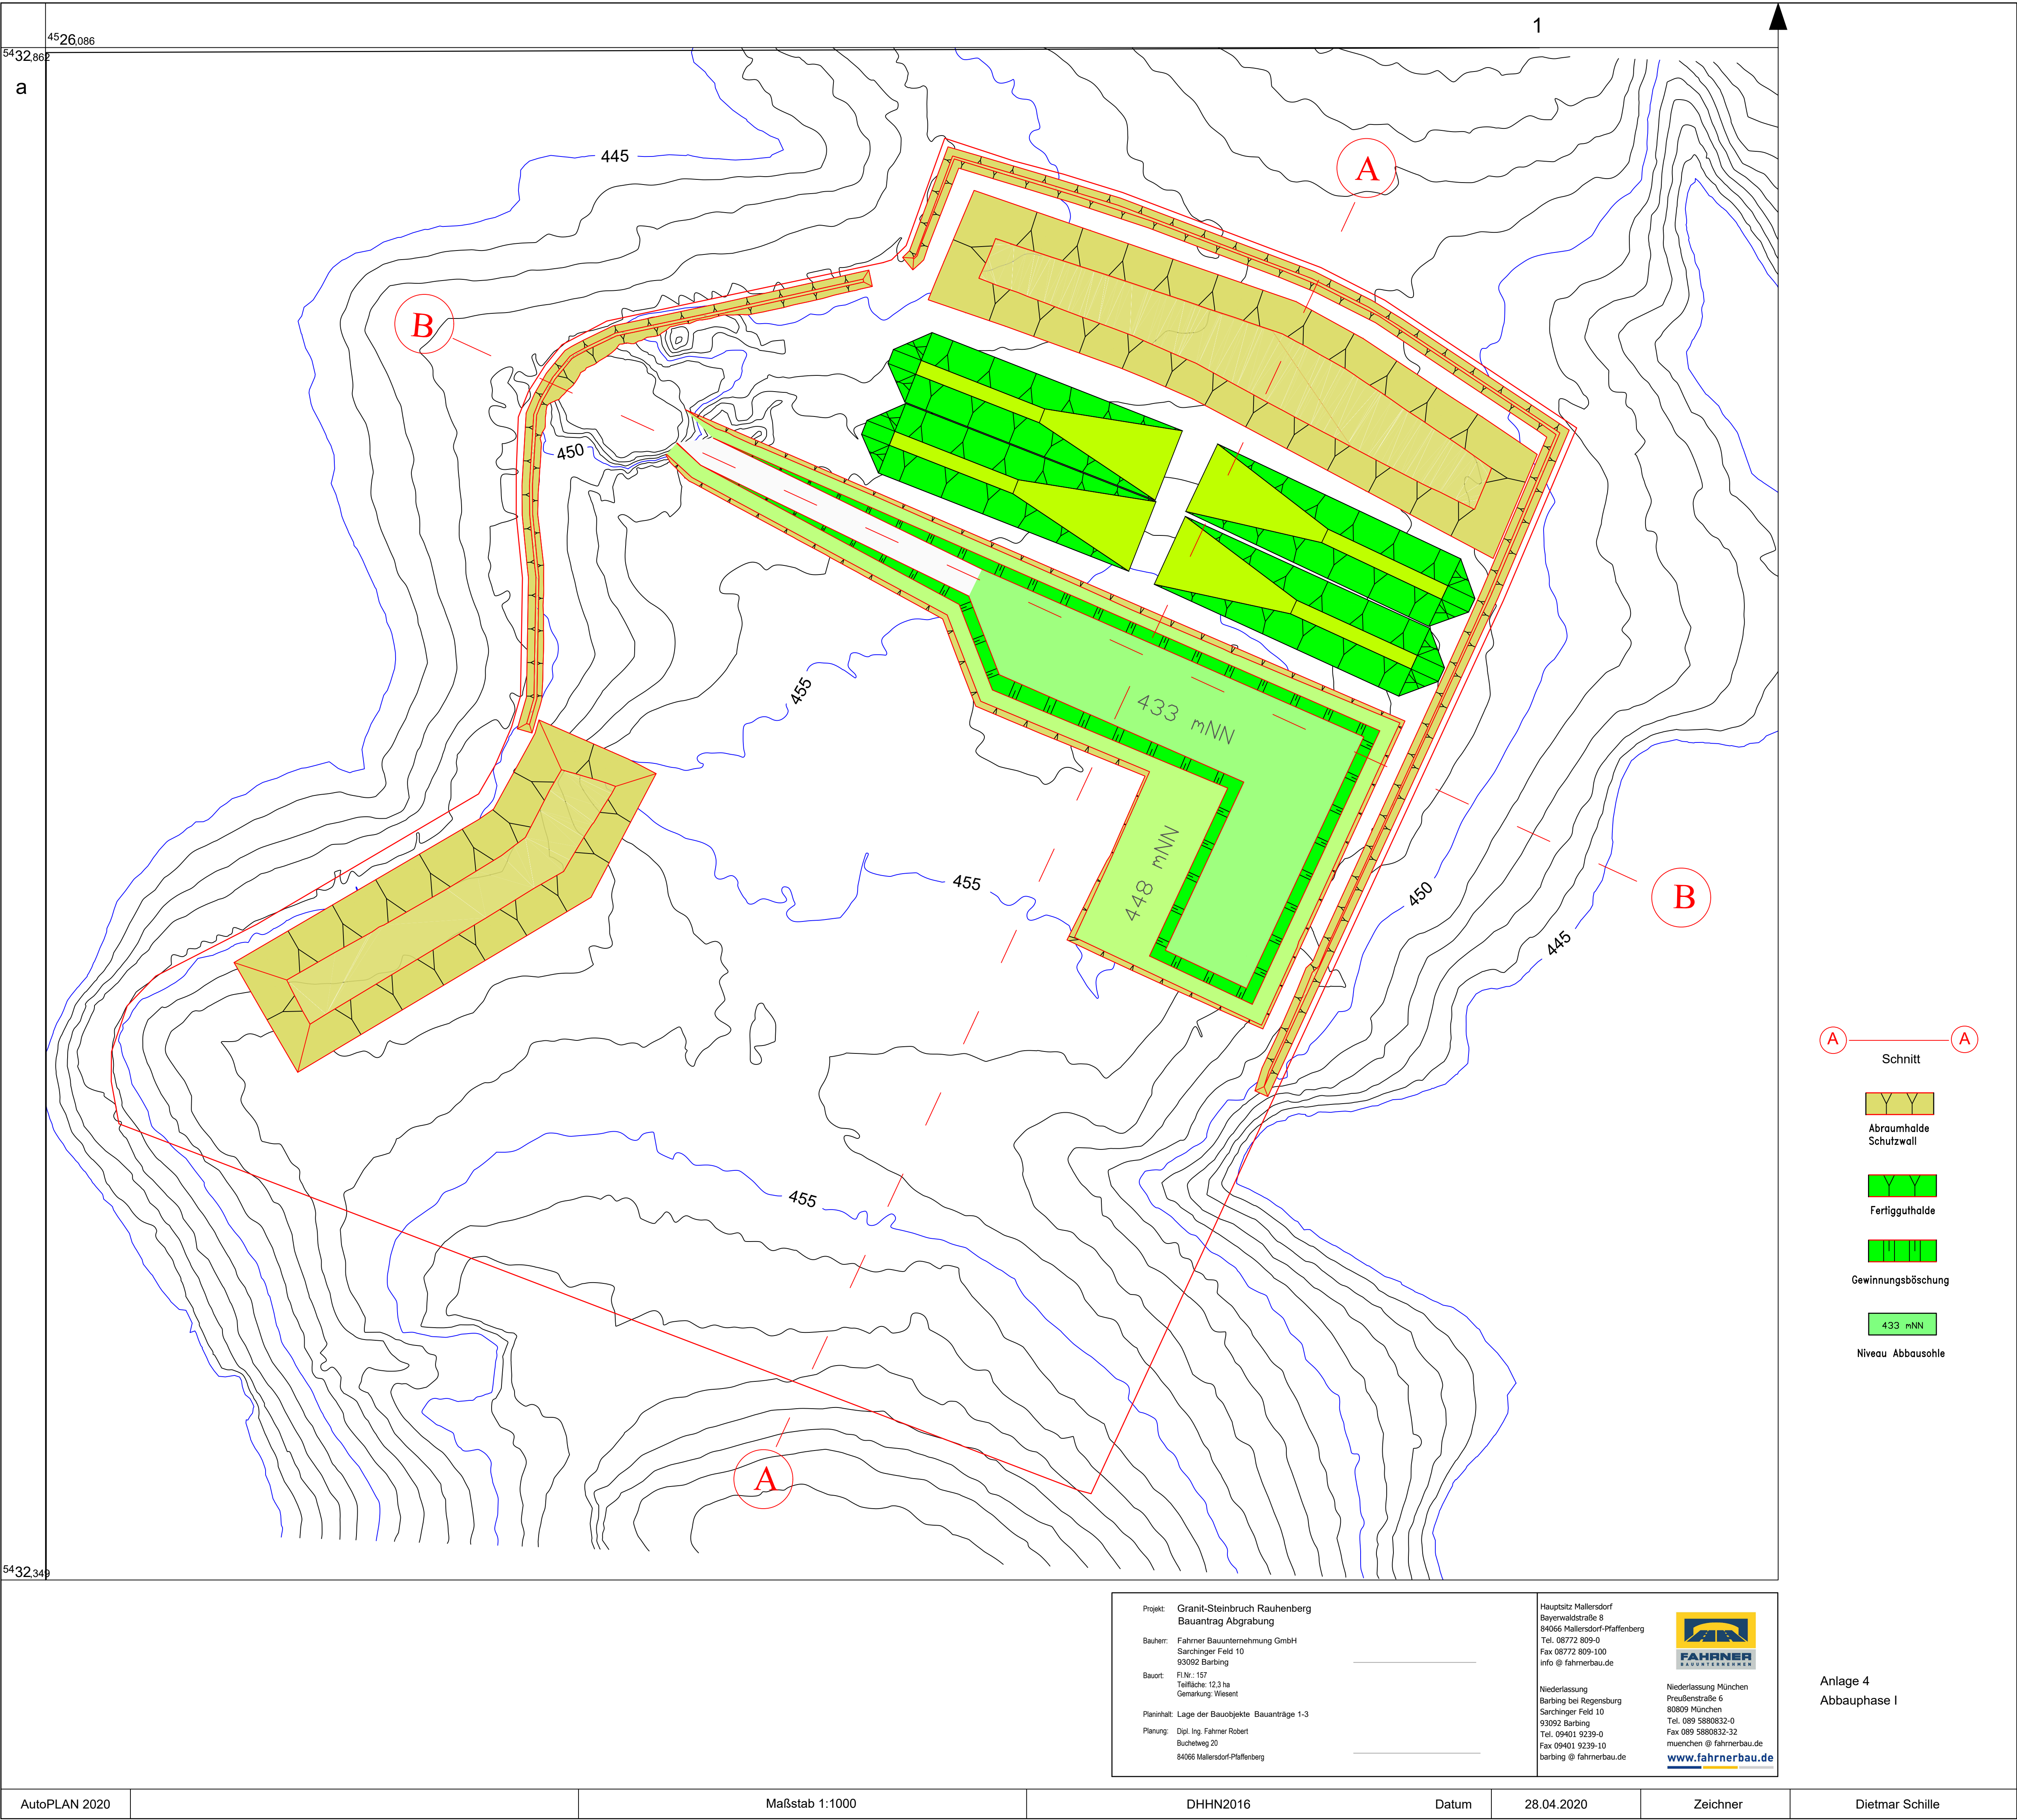 1
4526,086
5432,862
a
445
A
B
450
455
433 mNN
448 mNN
455
450
B
445
455
A
5432,349
A A
Schnitt
Abraumhalde
Schutzwall
Fertigguthalde
Gewinnungsböschung
433 mNN
Niveau Abbausohle
Projekt: Granit-Steinbruch Rauhenberg
Bauantrag Abgrabung
Bauherr: Fahrner Bauunternehmung GmbH
Sarchinger Feld 10
93092 Barbing
Bauort: Fl.Nr.: 157
Teilfläche: 12,3 ha
Gemarkung: Wiesent
Planinhalt: Lage der Bauobjekte Bauanträge 1-3
Planung: Dipl. Ing. Fahrner Robert
Buchetweg 20
84066 Mallersdorf-Pfaffenberg
Hauptsitz Mallersdorf
Bayerwaldstraße 8
84066 Mallersdorf-Pfaffenberg
Tel. 08772 809-0
Fax 08772 809-100
info @ fahrnerbau.de
FAHRNER
BAUUNTERNEHMEN
Niederlassung
Barbing bei Regensburg
Sarchinger Feld 10
93092 Barbing
Tel. 09401 9239-0
Fax 09401 9239-10
barbing @ fahrnerbau.de
Niederlassung München
Preußenstraße 6
80809 München
Tel. 089 5880832-0
Fax 089 5880832-32
muenchen @ fahrnerbau.de
www.fahrnerbau.de
Anlage 4
Abbauphase I
AutoPLAN 2020 Maßstab 1:1000 DHHN2016 Datum 28.04.2020 Zeichner Dietmar Schille